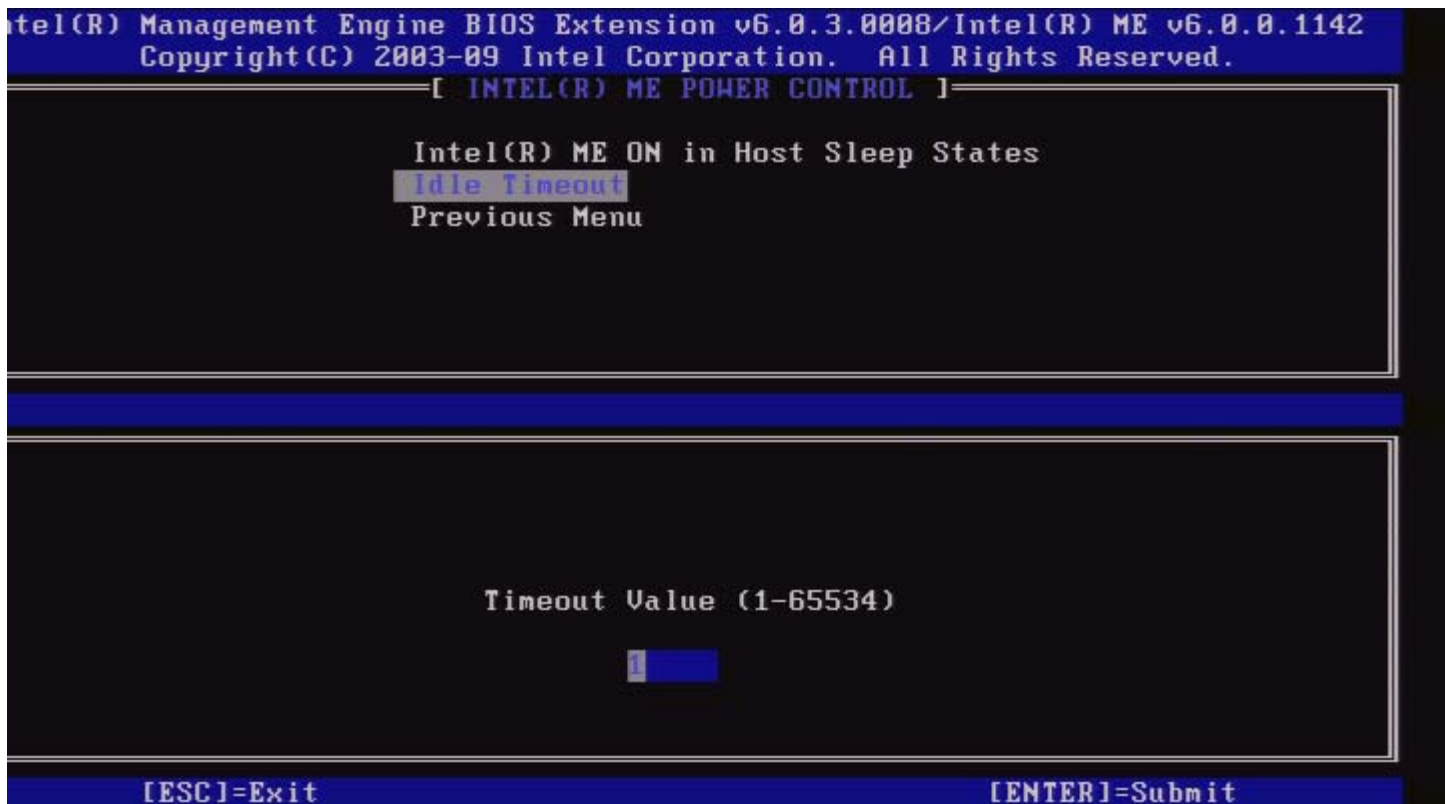 tel(R) Management Engine BIOS Extension v6.0.3.0008/Intel(R) ME v6.0.0.1142
Copyright(C) 2003-09 Intel Corporation. All Rights Reserved.
[ INTEL(R) ME POWER CONTROL ]
Intel(R) ME ON in Host Sleep States
Idle Timeout
Previous Menu
Timeout Value (1-65534)
1
[ESC]=Exit [ENTER]=Submit